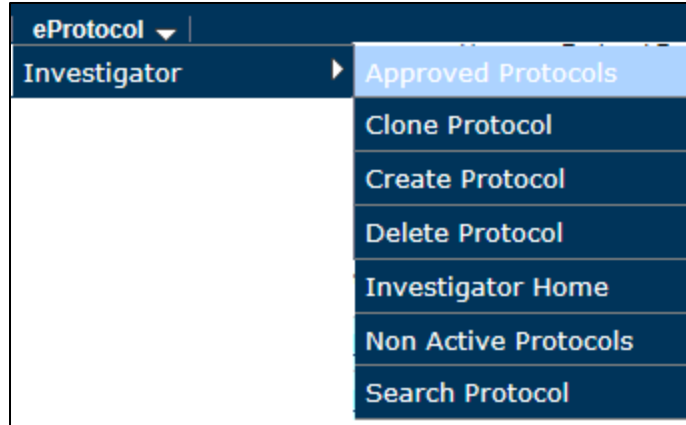 eProtocol
Investigator
Approved Protocols
Clone Protocol
Create Protocol
Delete Protocol
Investigator Home
Non Active Protocols
Search Protocol